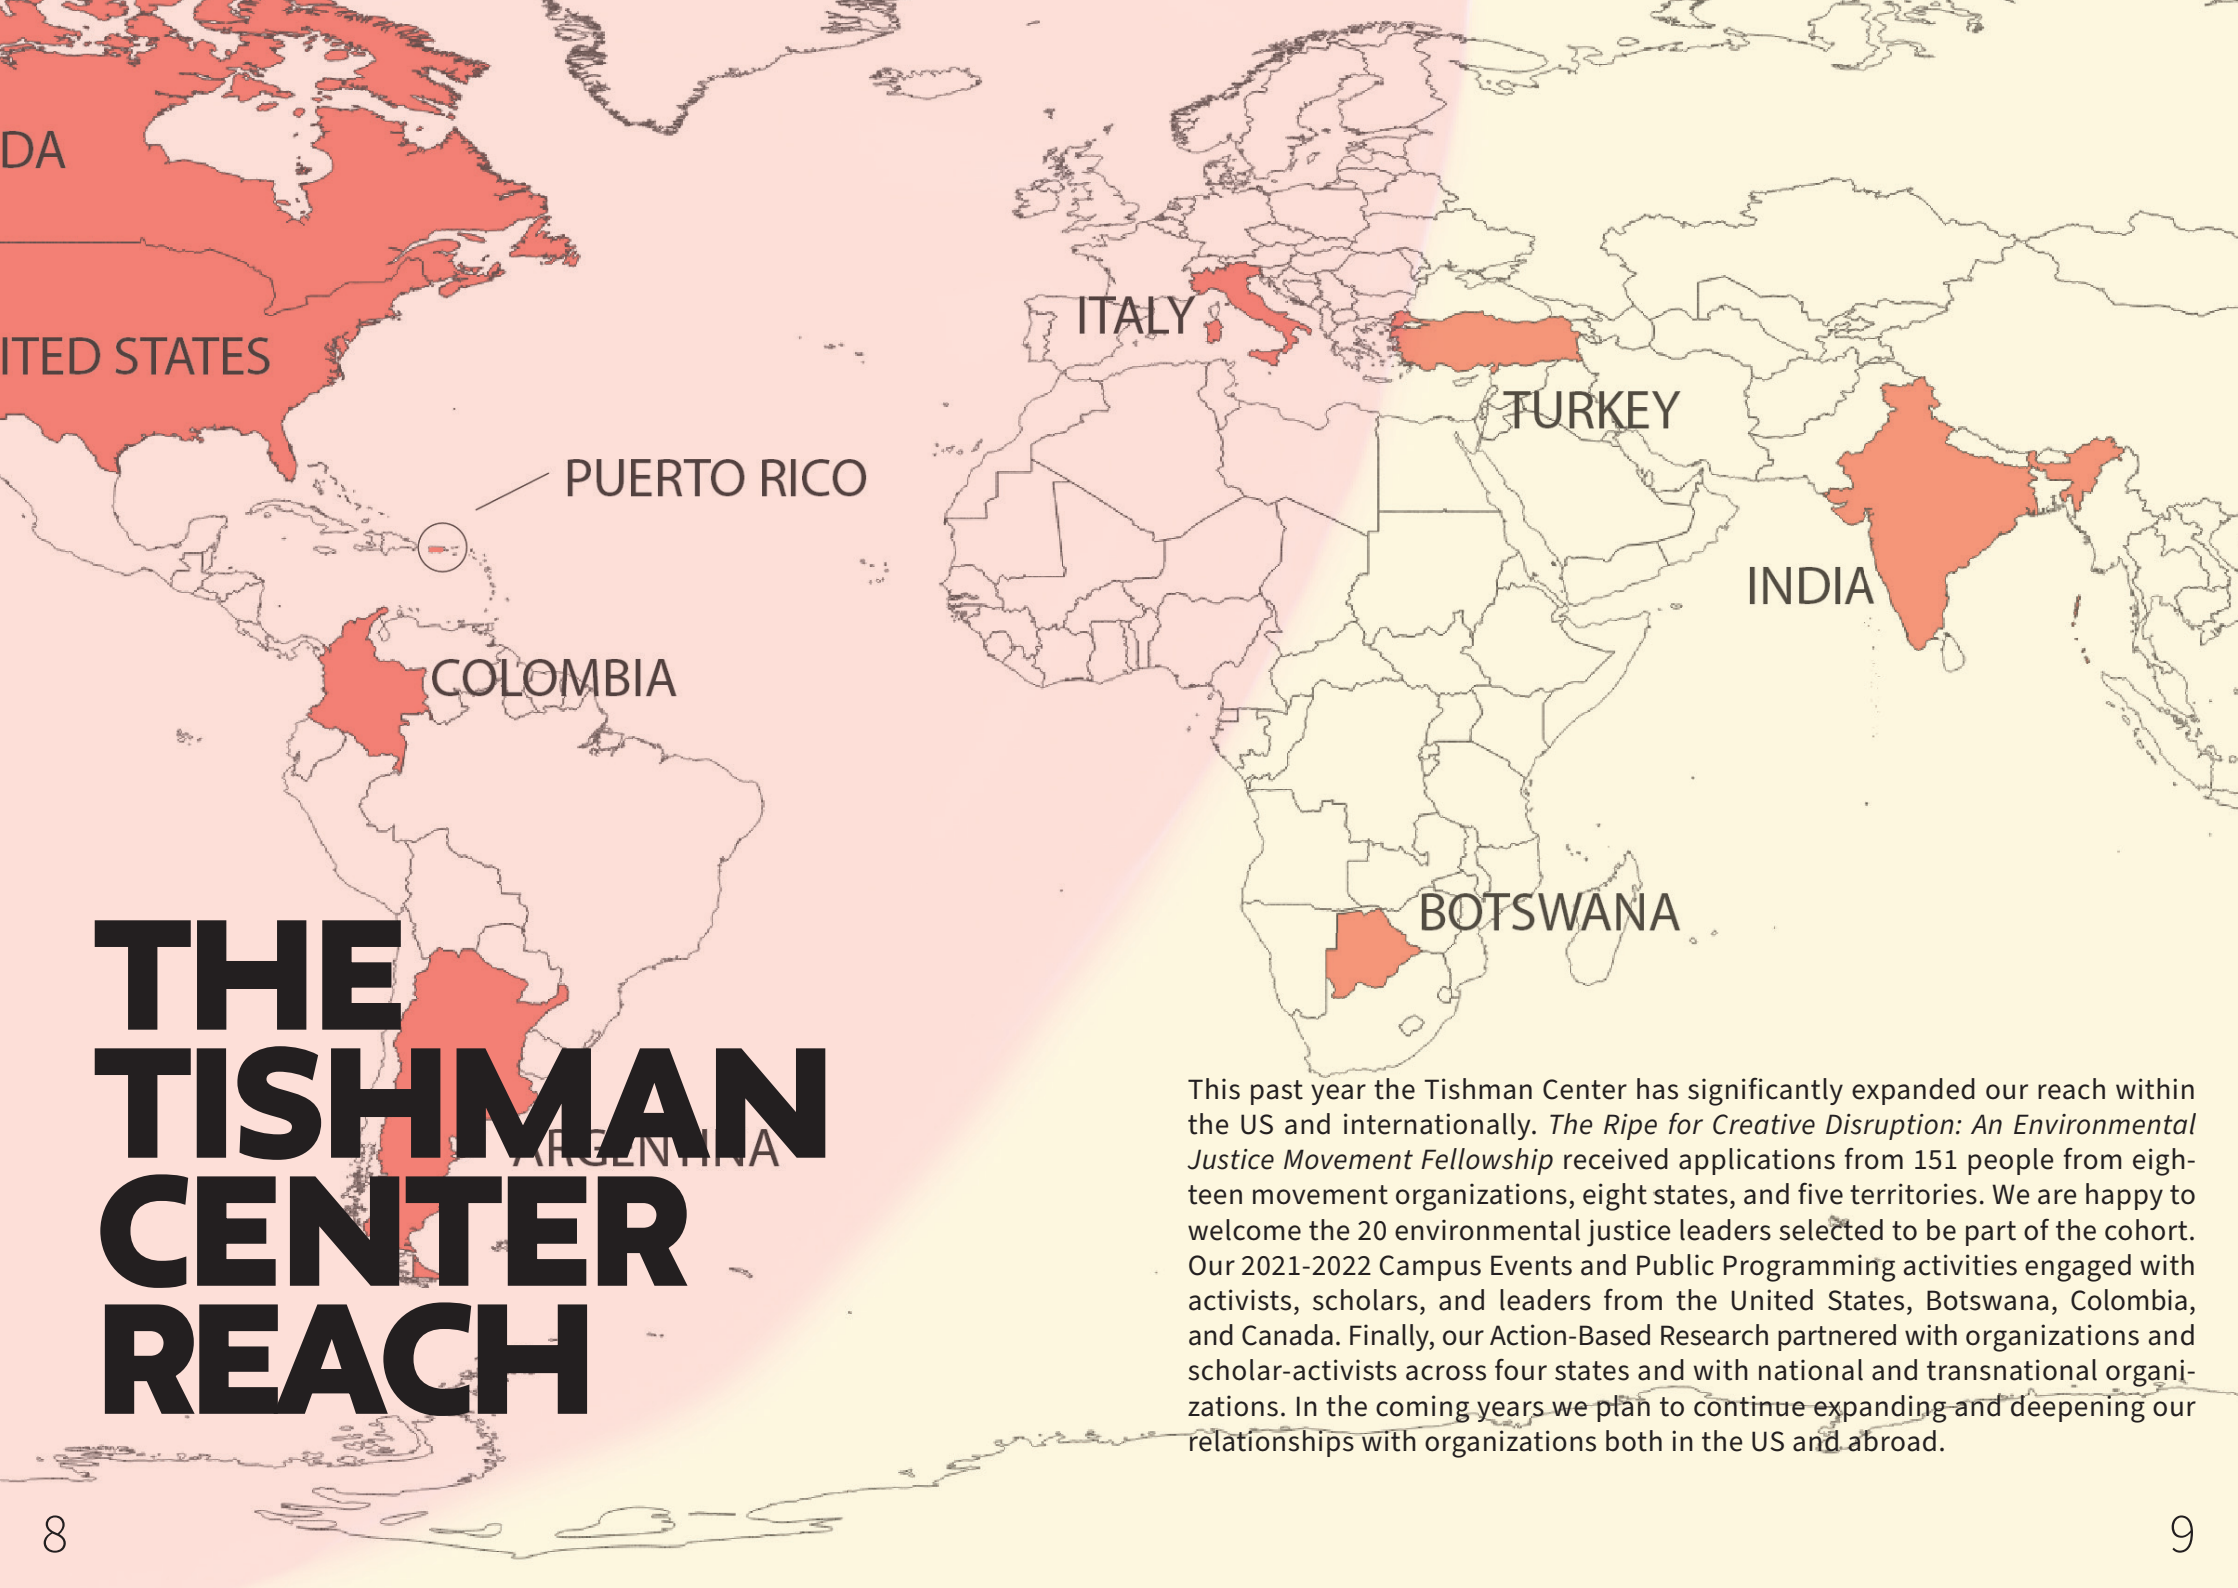 DA
ITED STATES
ITALY
TURKEY
PUERTO RICO
INDIA
COLOMBIA
BOTSWANA
ARGENTINA
THE
TISHMAN
CENTER
REACH
This past year the Tishman Center has significantly expanded our reach within
the US and internationally. The Ripe for Creative Disruption: An Environmental
Justice Movement Fellowship received applications from 151 people from eigh-
teen movement organizations, eight states, and five territories. We are happy to
welcome the 20 environmental justice leaders selected to be part of the cohort.
Our 2021-2022 Campus Events and Public Programming activities engaged with
activists, scholars, and leaders from the United States, Botswana, Colombia,
and Canada. Finally, our Action-Based Research partnered with organizations and
scholar-activists across four states and with national and transnational organi-
zations. In the coming years we plan to continue expanding and deepening our
relationships with organizations both in the US and abroad.
8
9